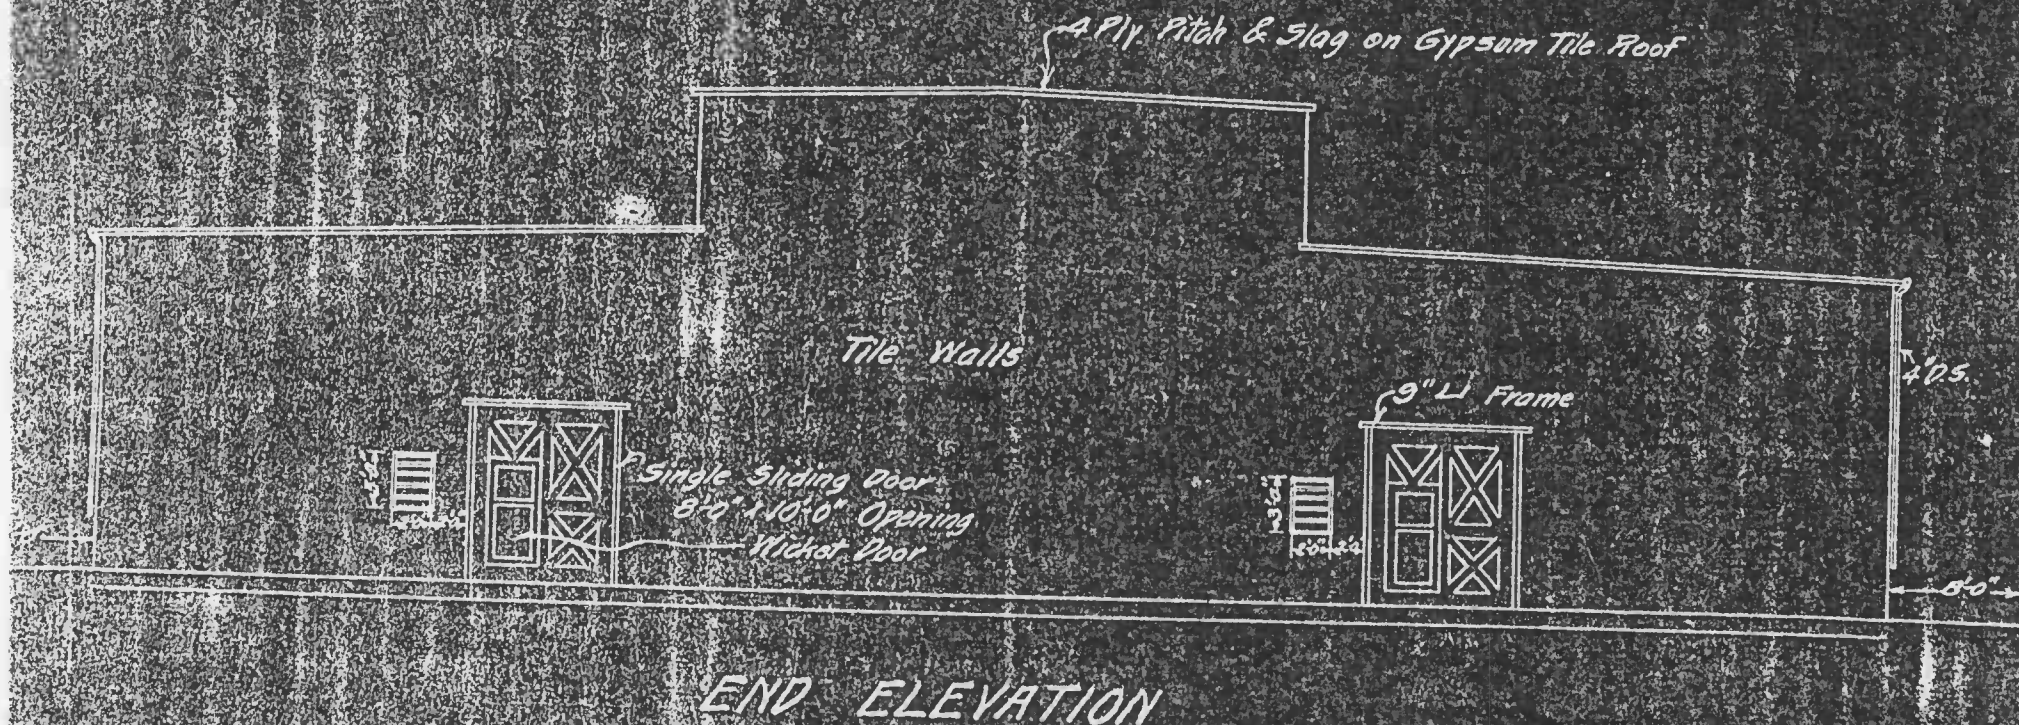 4 Ply Pitch & Slag on Gypsum Tile Roof
Tile Walls
4" D.S.
9" ⊔ Frame
Single Sliding Door
8'-0" x 10'-0" Opening
Wicket Door
8'-0"
END ELEVATION